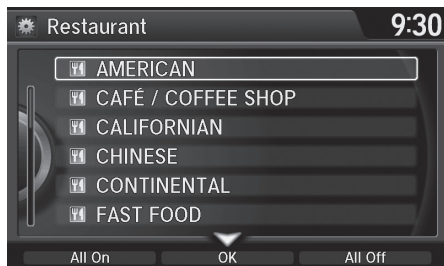 Restaurant 9:30
AMERICAN
CAFÉ / COFFEE SHOP
CALIFORNIAN
CHINESE
CONTINENTAL
FAST FOOD
All On OK All Off